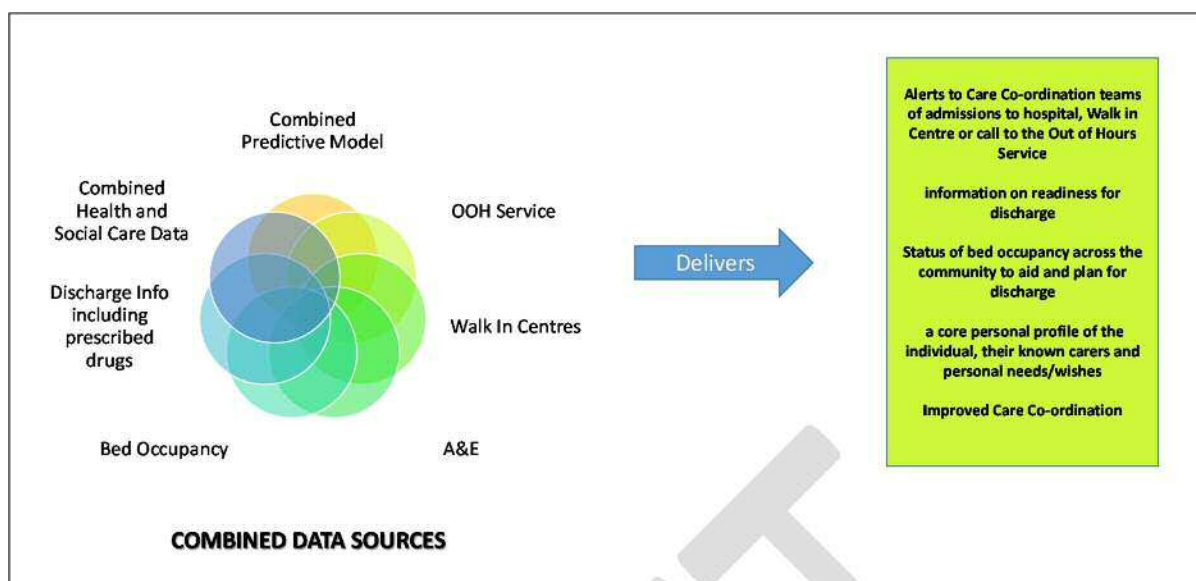 Combined
Predictive Model
Combined
Health and
Social Care Data
OOH Service
Discharge Info
including
prescribed
drugs
Walk In Centres
Bed Occupancy
A&E
COMBINED DATA SOURCES
Delivers
Alerts to Care Co-ordination teams
of admissions to hospital, Walk in
Centre or call to the Out of Hours
Service
information on readiness for
discharge
Status of bed occupancy across the
community to aid and plan for
discharge
a core personal profile of the
individual, their known carers and
personal needs/wishes
Improved Care Co-ordination